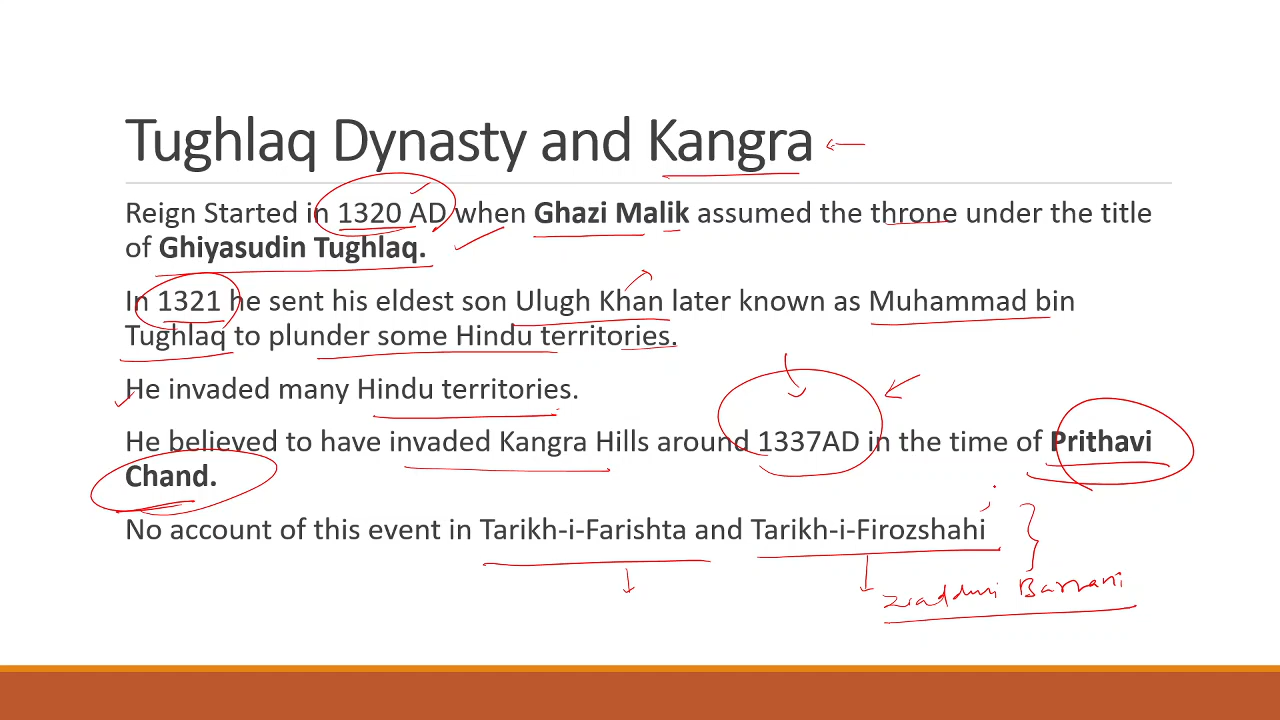 Tughlaq Dynasty and Kangra
Reign Started in 1320 AD when Ghazi Malik assumed the throne under the title
of Ghiyasudin Tughlaq.
In 1321 he sent his eldest son Ulugh Khan later known as Muhammad bin
Tughlaq to plunder some Hindu territories.
He invaded many Hindu territories.
He believed to have invaded Kangra Hills around 1337AD in the time of Prithavi
Chand.
No account of this event in Tarikh-i-Farishta and Tarikh-i-Firozshahi
Barrani